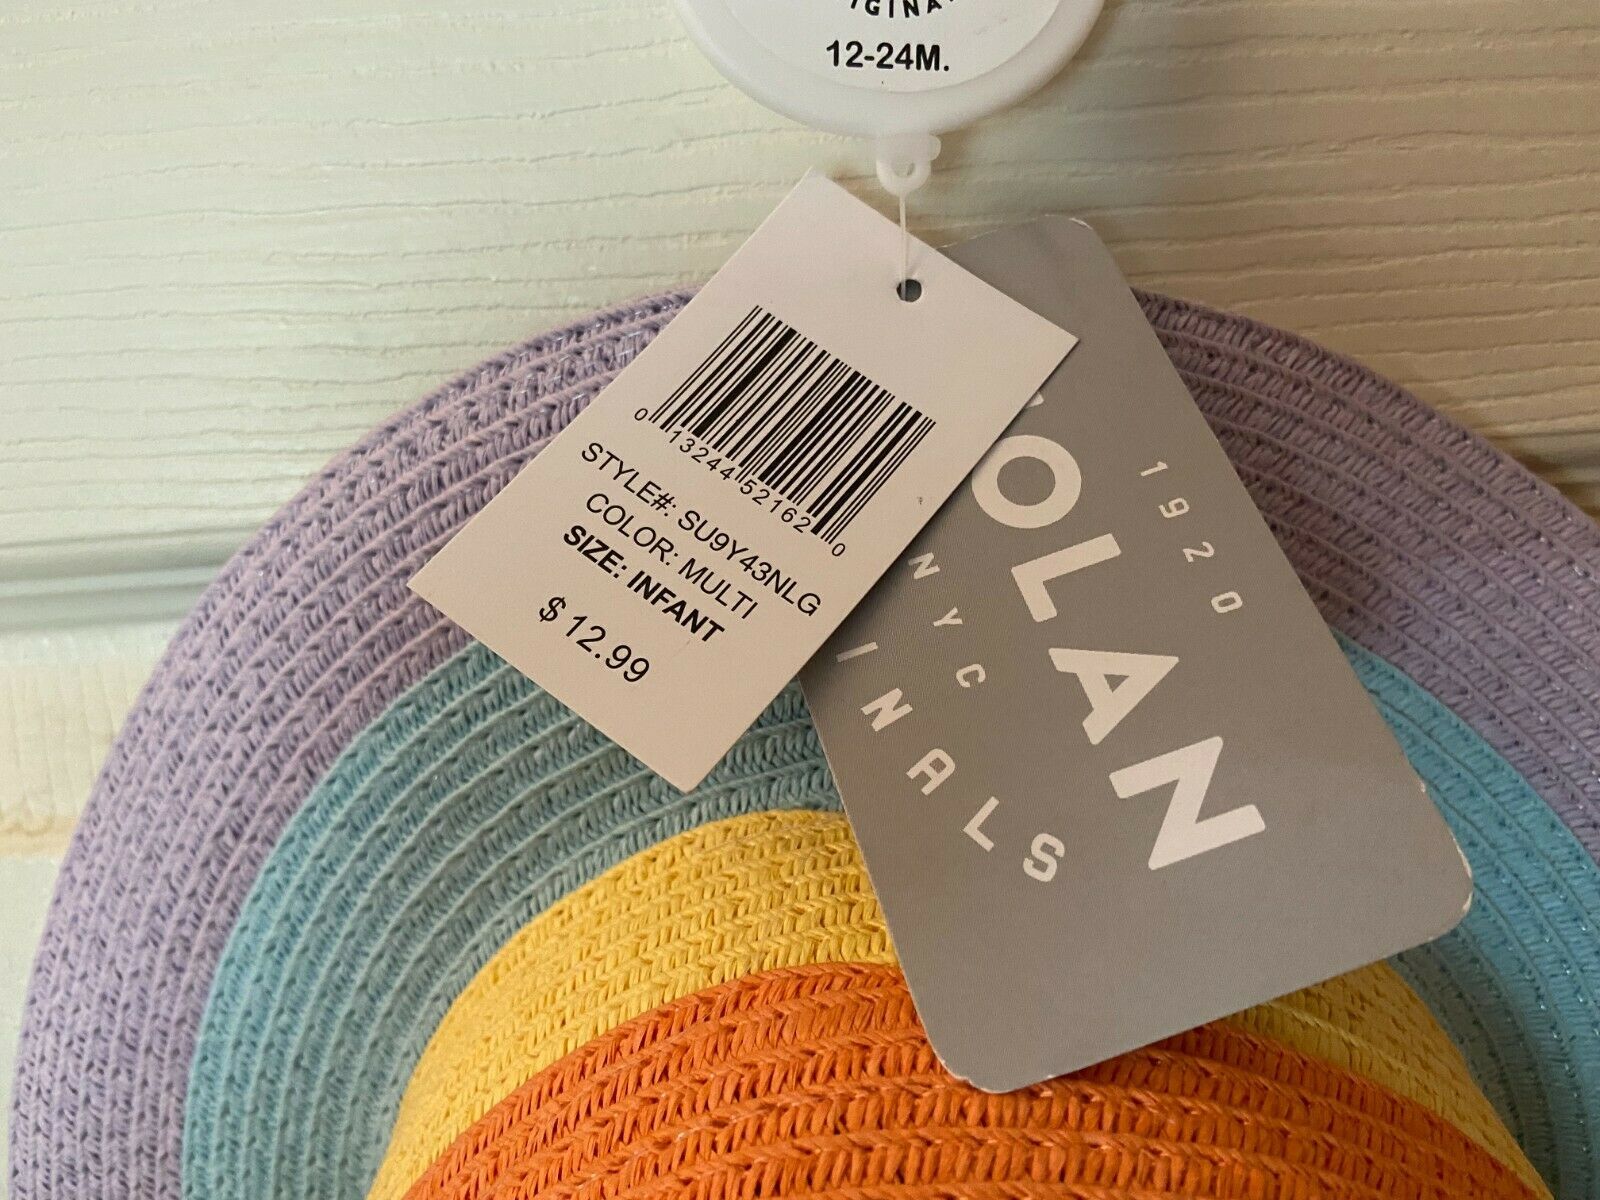 12-24M.
0 13244 52162 0
STYLE#: SU9Y43NLG
COLOR: MULTI
SIZE: INFANT
$ 12.99
OLAN
1920
NYC
INALS